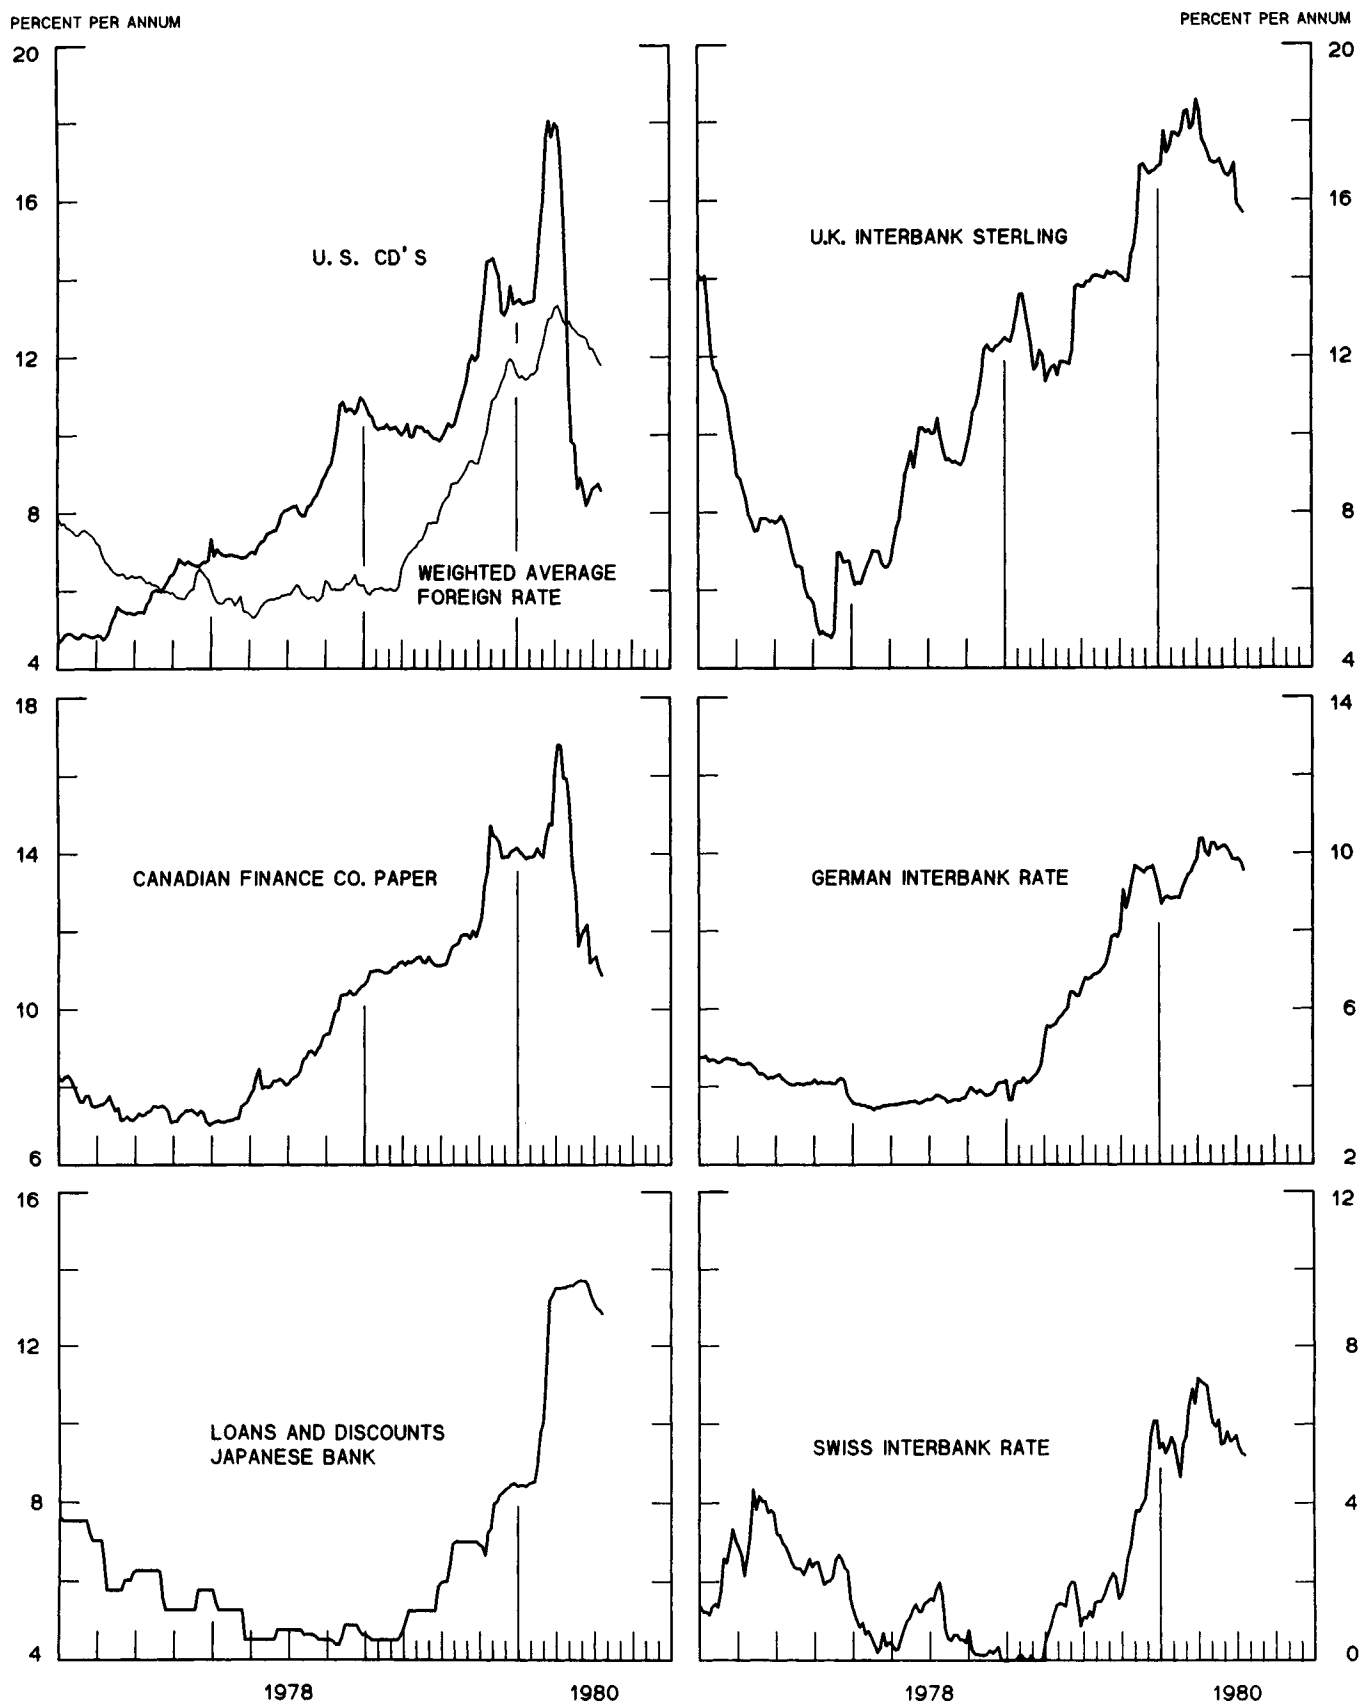 PERCENT PER ANNUM
PERCENT PER ANNUM
20
16
12
8
4
U.S. CD'S
WEIGHTED AVERAGE
FOREIGN RATE
20
16
12
8
4
U.K. INTERBANK STERLING
18
14
10
6
CANADIAN FINANCE CO. PAPER
14
10
6
2
GERMAN INTERBANK RATE
16
12
8
4
LOANS AND DISCOUNTS
JAPANESE BANK
12
8
4
0
SWISS INTERBANK RATE
1978
1980
1978
1980